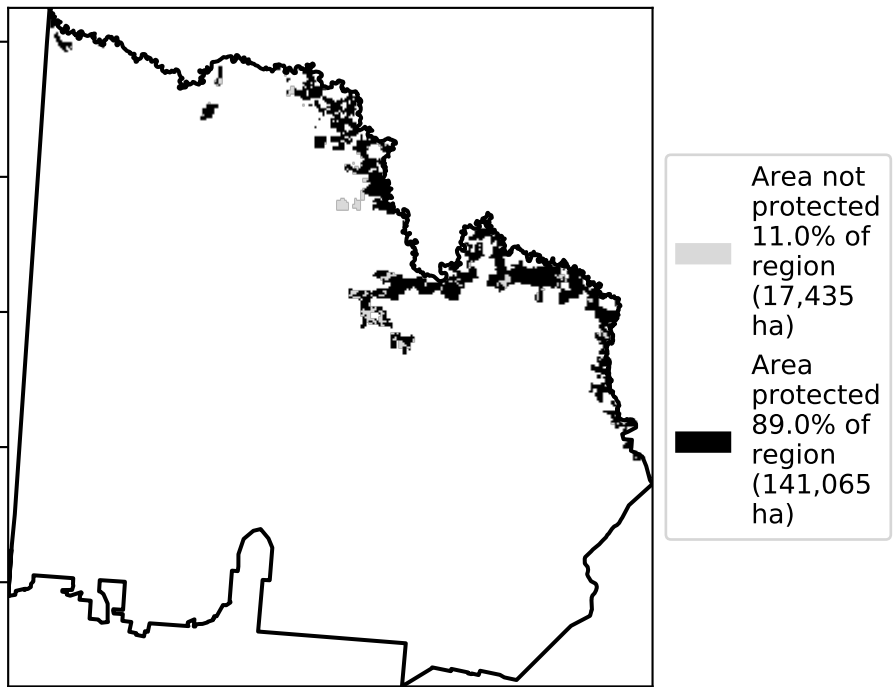 Area not
protected
11.0% of
region
(17,435
ha)
Area
protected
89.0% of
region
(141,065
ha)